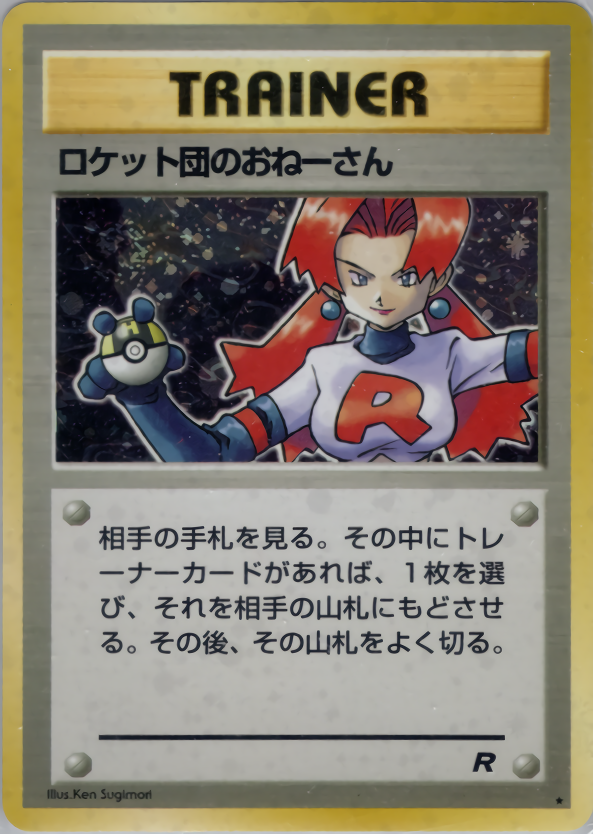 TRAINER
ロケット団のおねーさん
R
相手の手札を見る。その中にトレ
ーナーカードがあれば、1枚を選
び、それを相手の山札にもどさせ
る。その後、その山札をよく切る。
R
Illus.Ken Sugimori
★